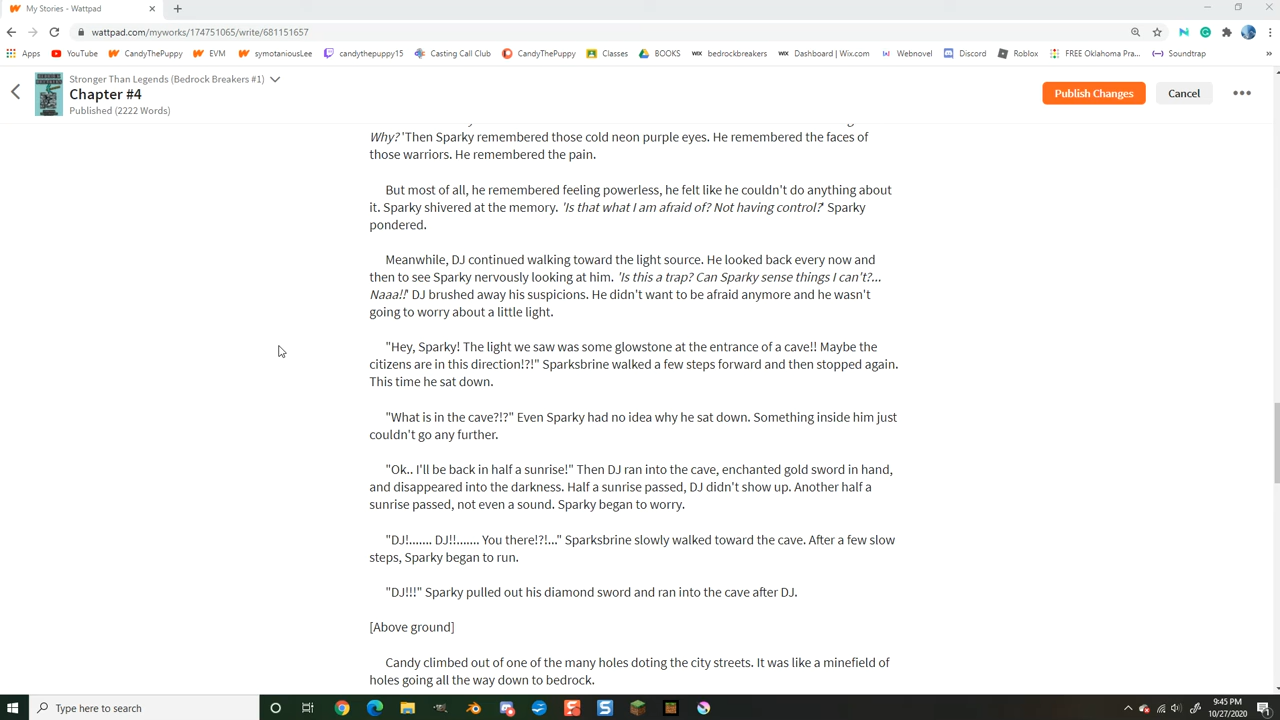 My Stories - Wattpad
wattpad.com/myworks/174751065/write/681151657
Apps YouTube CandyThePuppy EVM symotaniousLee candythepuppy15 Casting Call Club CandyThePuppy Classes BOOKS bedrockbreakers Dashboard | Wix.com Webnovel Discord Roblox FREE Oklahoma Pra... Soundtrap
Stronger Than Legends (Bedrock Breakers #1)
Chapter #4
Published (2222 Words)
Publish Changes
Cancel
Why? 'Then Sparky remembered those cold neon purple eyes. He remembered the faces of
those warriors. He remembered the pain.
But most of all, he remembered feeling powerless, he felt like he couldn't do anything about
it. Sparky shivered at the memory. 'Is that what I am afraid of? Not having control?' Sparky
pondered.
Meanwhile, DJ continued walking toward the light source. He looked back every now and
then to see Sparky nervously looking at him. 'Is this a trap? Can Sparky sense things I can't?...
Naaa!!' DJ brushed away his suspicions. He didn't want to be afraid anymore and he wasn't
going to worry about a little light.
"Hey, Sparky! The light we saw was some glowstone at the entrance of a cave!! Maybe the
citizens are in this direction!?!" Sparksbrine walked a few steps forward and then stopped again.
This time he sat down.
"What is in the cave?!?" Even Sparky had no idea why he sat down. Something inside him just
couldn't go any further.
"Ok.. I'll be back in half a sunrise!" Then DJ ran into the cave, enchanted gold sword in hand,
and disappeared into the darkness. Half a sunrise passed, DJ didn't show up. Another half a
sunrise passed, not even a sound. Sparky began to worry.
"DJ!....... DJ!!....... You there!?!..." Sparksbrine slowly walked toward the cave. After a few slow
steps, Sparky began to run.
"DJ!!!" Sparky pulled out his diamond sword and ran into the cave after DJ.
[Above ground]
Candy climbed out of one of the many holes doting the city streets. It was like a minefield of
holes going all the way down to bedrock.
Type here to search
9:45 PM
10/27/2020